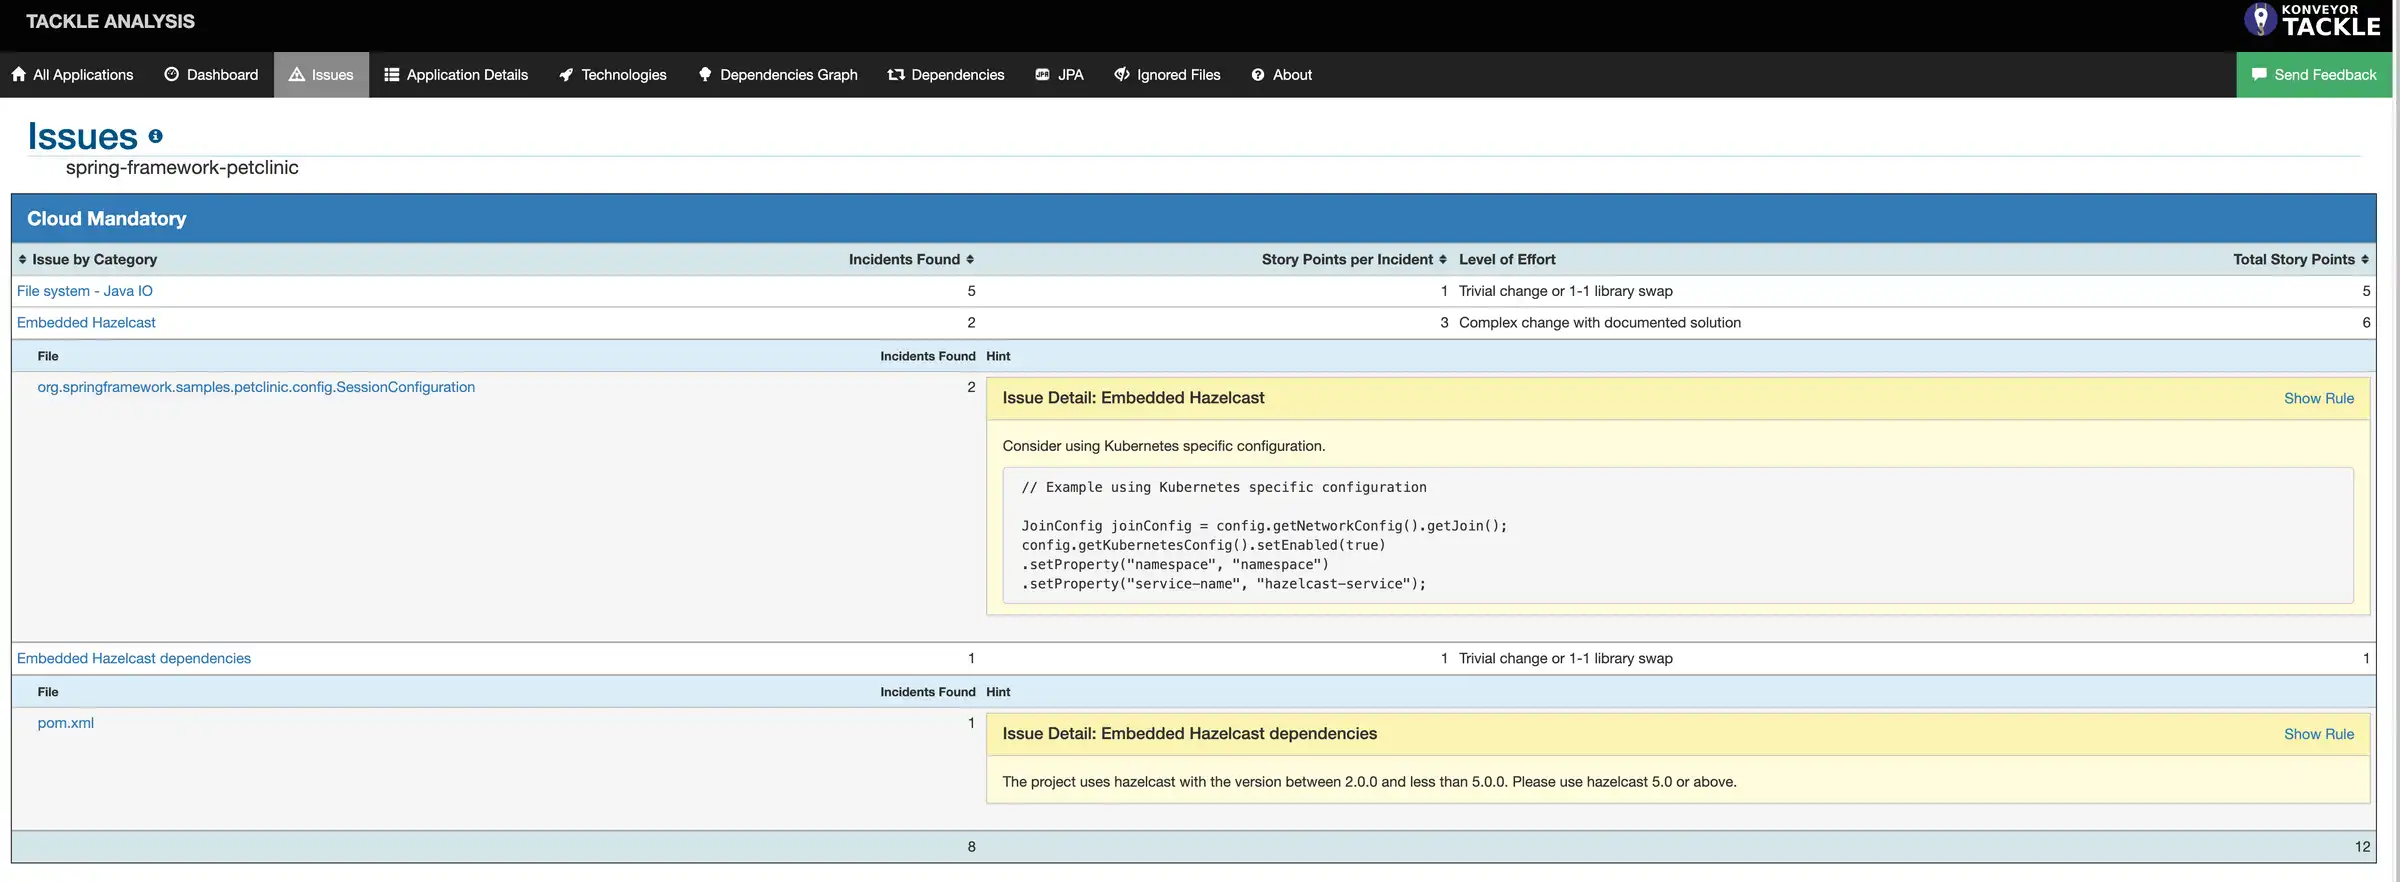 TACKLE ANALYSIS
KONVEYOR
TACKLE
All Applications Dashboard Issues Application Details Technologies Dependencies Graph Dependencies JPA Ignored Files About Send Feedback
Issues
spring-framework-petclinic
Cloud Mandatory
Issue by Category Incidents Found Story Points per Incident Level of Effort Total Story Points
File system - Java IO 5 1 Trivial change or 1-1 library swap 5
Embedded Hazelcast 2 3 Complex change with documented solution 6
File Incidents Found Hint
org.springframework.samples.petclinic.config.SessionConfiguration 2
Issue Detail: Embedded Hazelcast Show Rule
Consider using Kubernetes specific configuration.
// Example using Kubernetes specific configuration
JoinConfig joinConfig = config.getNetworkConfig().getJoin();
config.getKubernetesConfig().setEnabled(true)
.setProperty("namespace", "namespace")
.setProperty("service-name", "hazelcast-service");
Embedded Hazelcast dependencies 1 1 Trivial change or 1-1 library swap 1
File Incidents Found Hint
pom.xml 1
Issue Detail: Embedded Hazelcast dependencies Show Rule
The project uses hazelcast with the version between 2.0.0 and less than 5.0.0. Please use hazelcast 5.0 or above.
8 12